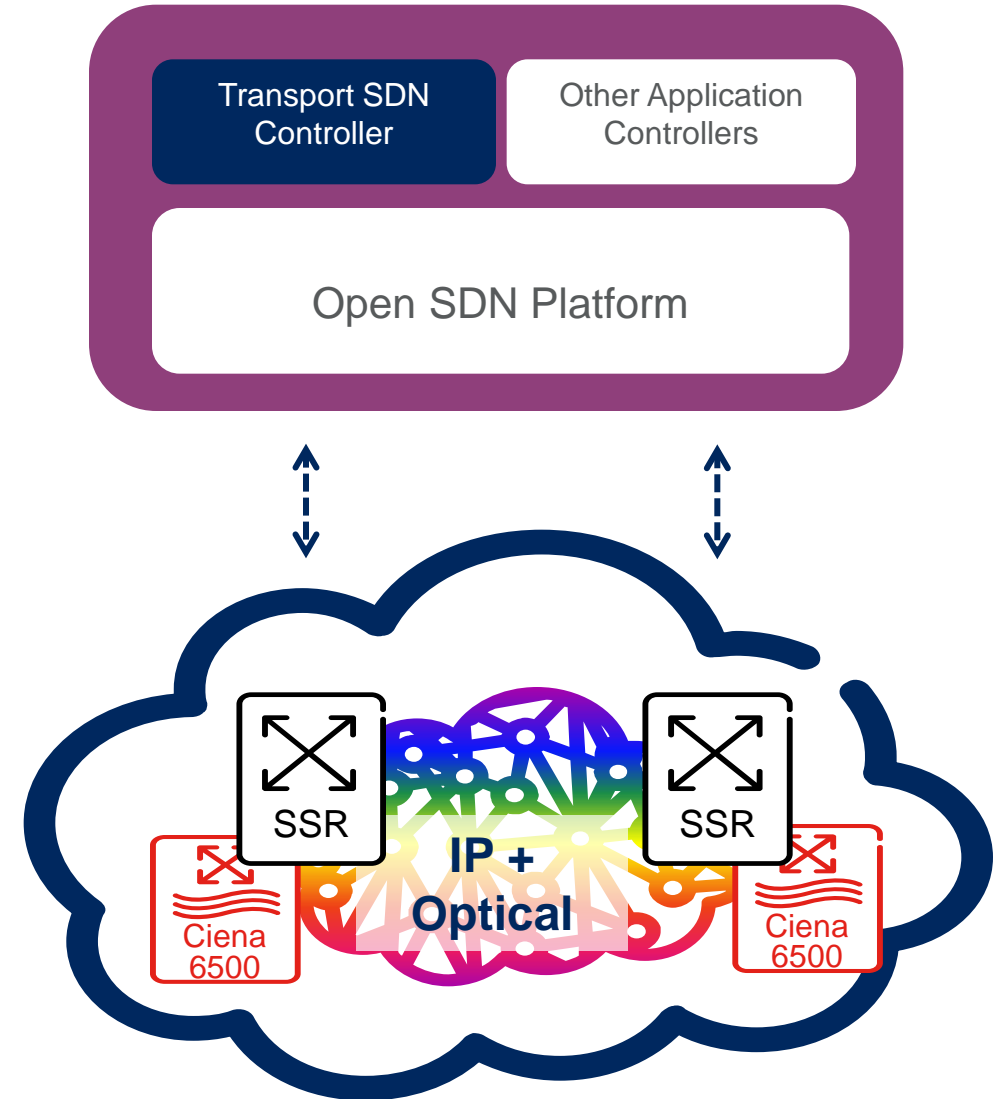 Transport SDN
Controller
Other Application
Controllers
Open SDN Platform
SSR
SSR
IP +
Optical
Ciena
6500
Ciena
6500